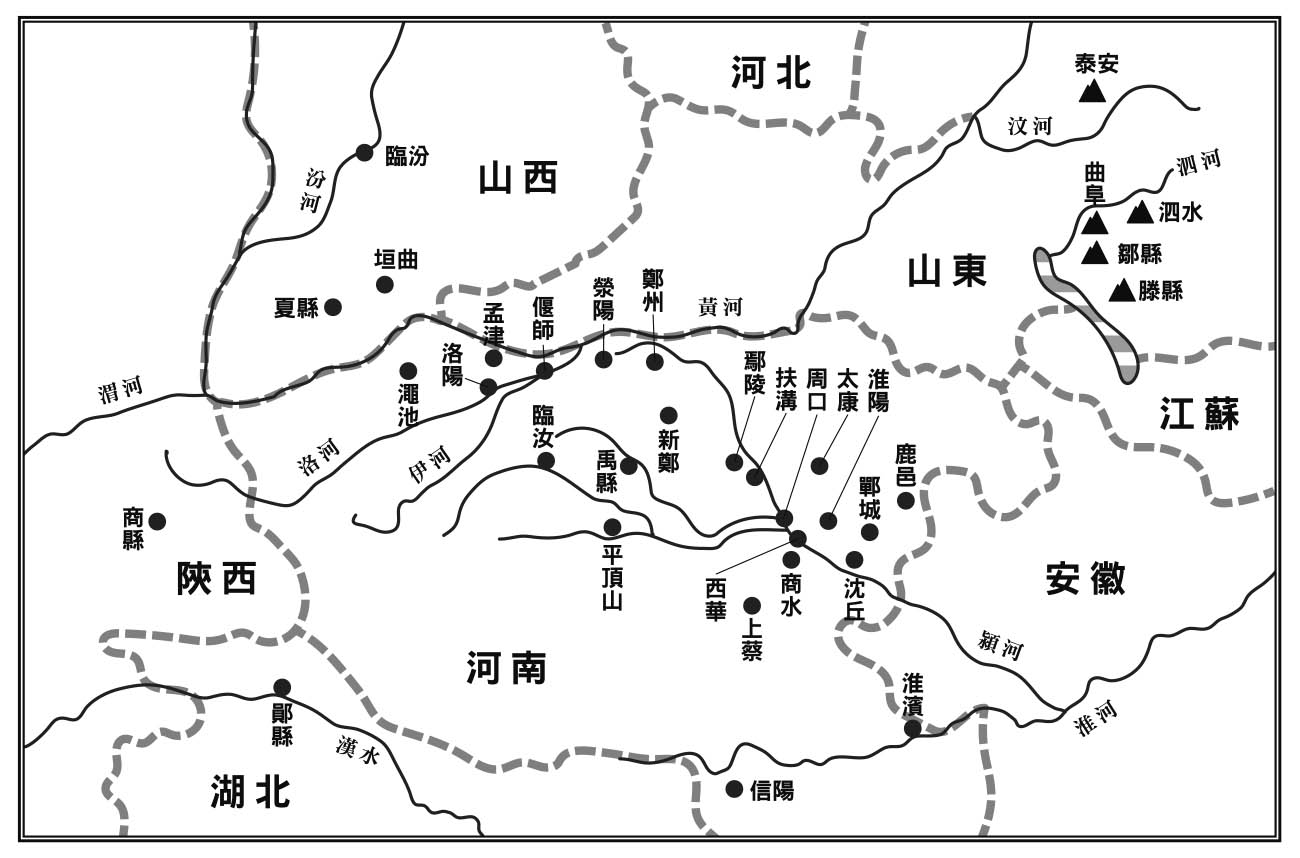 河北
泰安
汶河
臨汾
山西
泗河
汾河
曲阜
泗水
鄒縣
山東
垣曲
滕縣
夏縣
孟津
偃師
滎陽
鄭州
黃河
洛陽
澠池
鄢陵
扶溝
周口
太康
淮陽
渭河
江蘇
臨汝
新鄭
禹縣
洛河
伊河
鹿邑
鄲城
商縣
平頂山
陝西
安徽
西華
商水
沈丘
上蔡
潁河
河南
淮濱
鄖縣
漢水
淮河
湖北
信陽